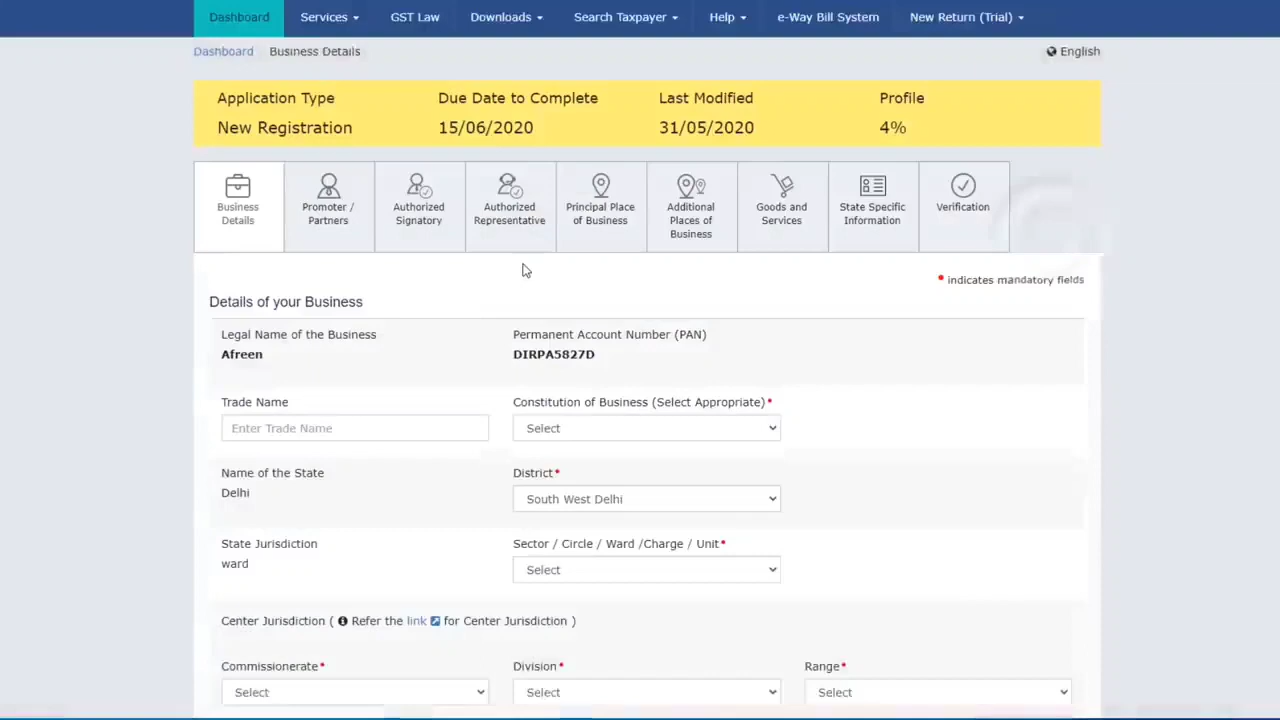 Dashboard Services GST Law Downloads Search Taxpayer Help e-Way Bill System New Return (Trial)
Dashboard Business Details English
Application Type Due Date to Complete Last Modified Profile
New Registration 15/06/2020 31/05/2020 4%
Business Details
Promoter / Partners
Authorized Signatory
Authorized Representative
Principal Place of Business
Additional Places of Business
Goods and Services
State Specific Information
Verification
* indicates mandatory fields
Details of your Business
Legal Name of the Business Permanent Account Number (PAN)
Afreen DIRPA5827D
Trade Name Constitution of Business (Select Appropriate)*
Enter Trade Name Select
Name of the State District*
Delhi South West Delhi
State Jurisdiction Sector / Circle / Ward /Charge / Unit*
ward Select
Center Jurisdiction ( Refer the link for Center Jurisdiction )
Commissionerate* Division* Range*
Select Select Select